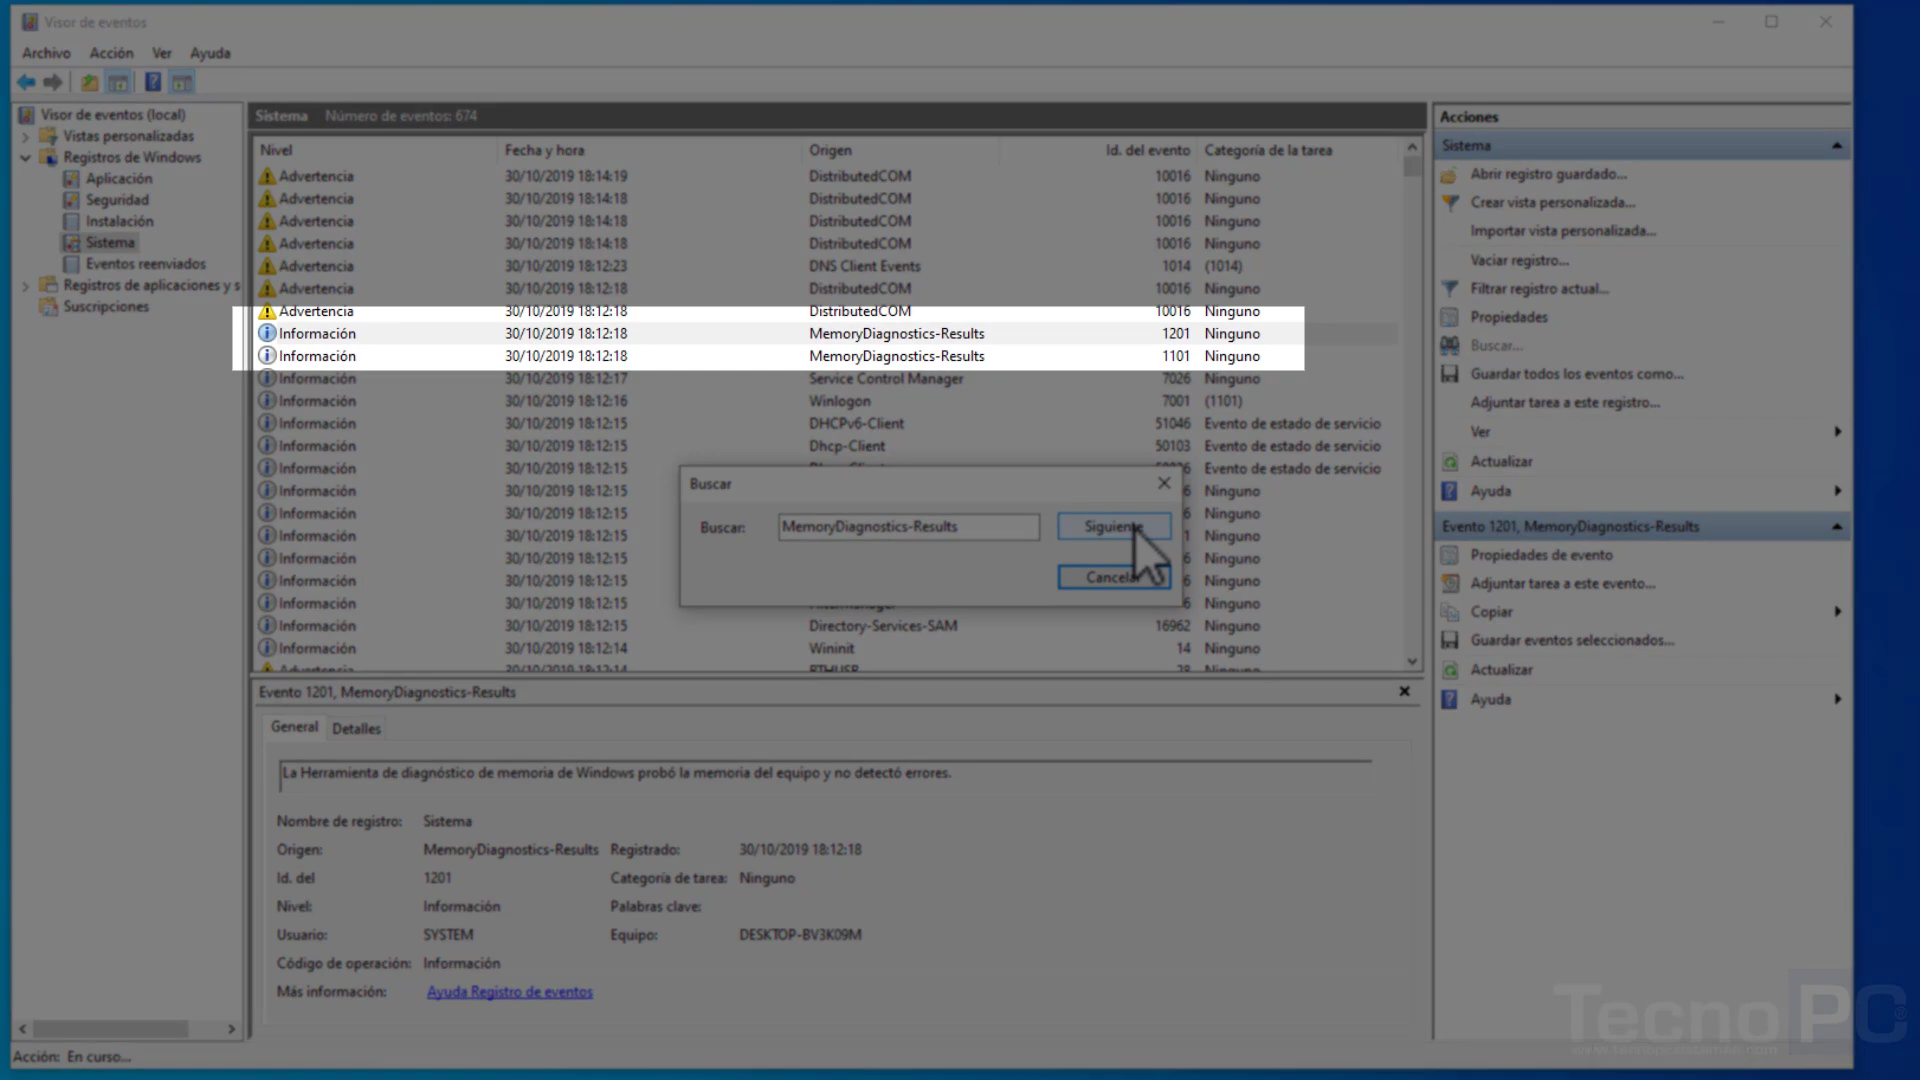 Visor de eventos
Archivo Acción Ver Ayuda
Visor de eventos (local)
Vistas personalizadas
Registros de Windows
Aplicación
Seguridad
Instalación
Sistema
Eventos reenviados
Registros de aplicaciones y s
Suscripciones
Sistema Número de eventos: 674
Nivel Fecha y hora Origen Id. del evento Categoría de la tarea
Advertencia 30/10/2019 18:14:19 DistributedCOM 10016 Ninguno
Advertencia 30/10/2019 18:14:18 DistributedCOM 10016 Ninguno
Advertencia 30/10/2019 18:14:18 DistributedCOM 10016 Ninguno
Advertencia 30/10/2019 18:14:18 DistributedCOM 10016 Ninguno
Advertencia 30/10/2019 18:12:23 DNS Client Events 1014 (1014)
Advertencia 30/10/2019 18:12:18 DistributedCOM 10016 Ninguno
Advertencia 30/10/2019 18:12:18 DistributedCOM 10016 Ninguno
Información 30/10/2019 18:12:18 MemoryDiagnostics-Results 1201 Ninguno
Información 30/10/2019 18:12:18 MemoryDiagnostics-Results 1101 Ninguno
Información 30/10/2019 18:12:17 Service Control Manager 7026 Ninguno
Información 30/10/2019 18:12:16 Winlogon 7001 (1101)
Información 30/10/2019 18:12:15 DHCPv6-Client 51046 Evento de estado de servicio
Información 30/10/2019 18:12:15 Dhcp-Client 50103 Evento de estado de servicio
Información 30/10/2019 18:12:15 Evento de estado de servicio
Información 30/10/2019 18:12:15 6 Ninguno
Información 30/10/2019 18:12:15 6 Ninguno
Información 30/10/2019 18:12:15 1 Ninguno
Información 30/10/2019 18:12:15 6 Ninguno
Información 30/10/2019 18:12:15 6 Ninguno
Información 30/10/2019 18:12:15 6 Ninguno
Información 30/10/2019 18:12:15 Directory-Services-SAM 16962 Ninguno
Información 30/10/2019 18:12:14 Wininit 14 Ninguno
Advertencia 30/10/2019 18:12:14 BTHUSB 28 Ninguno
Buscar
Buscar: MemoryDiagnostics-Results Siguiente
Cancelar
Evento 1201, MemoryDiagnostics-Results
General Detalles
La Herramienta de diagnóstico de memoria de Windows probó la memoria del equipo y no detectó errores.
Nombre de registro: Sistema
Origen: MemoryDiagnostics-Results Registrado: 30/10/2019 18:12:18
Id. del 1201 Categoría de tarea: Ninguno
Nivel: Información Palabras clave:
Usuario: SYSTEM Equipo: DESKTOP-BV3K09M
Código de operación: Información
Más información: Ayuda Registro de eventos
Acciones
Sistema
Abrir registro guardado...
Crear vista personalizada...
Importar vista personalizada...
Vaciar registro...
Filtrar registro actual...
Propiedades
Buscar...
Guardar todos los eventos como...
Adjuntar tarea a este registro...
Ver
Actualizar
Ayuda
Evento 1201, MemoryDiagnostics-Results
Propiedades de evento
Adjuntar tarea a este evento...
Copiar
Guardar eventos seleccionados...
Actualizar
Ayuda
Acción: En curso...
TecnoPC®